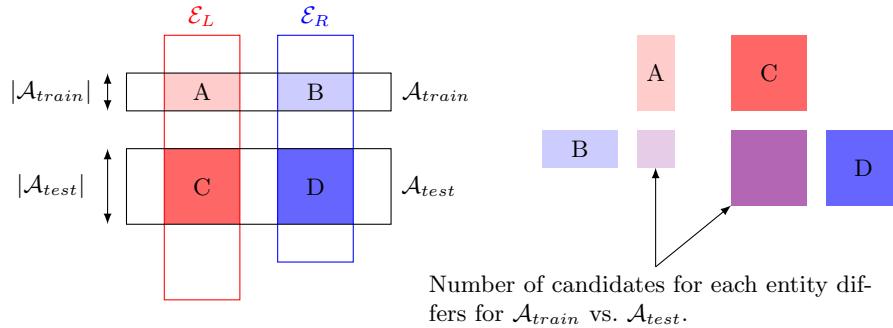 ℰ_L ℰ_R
|𝒜_train| A B 𝒜_train
|𝒜_test| C D 𝒜_test
A C
B D
Number of candidates for each entity dif-
fers for 𝒜_train vs. 𝒜_test.